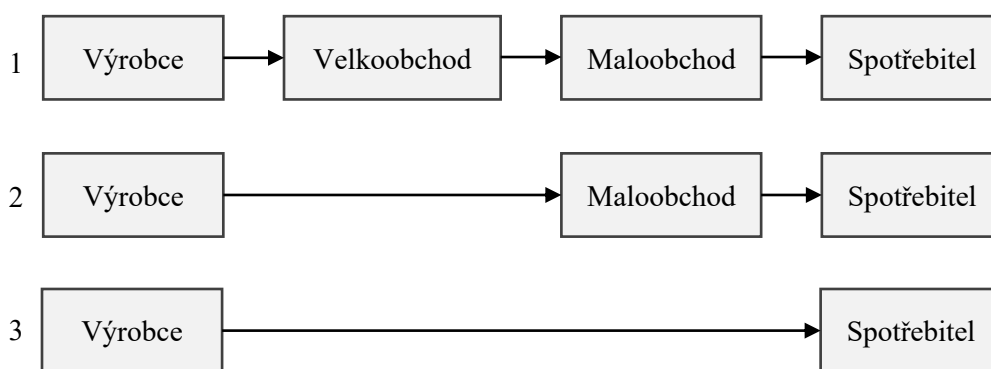 1 Výrobce Velkoobchod Maloobchod Spotřebitel
2 Výrobce Maloobchod Spotřebitel
3 Výrobce Spotřebitel